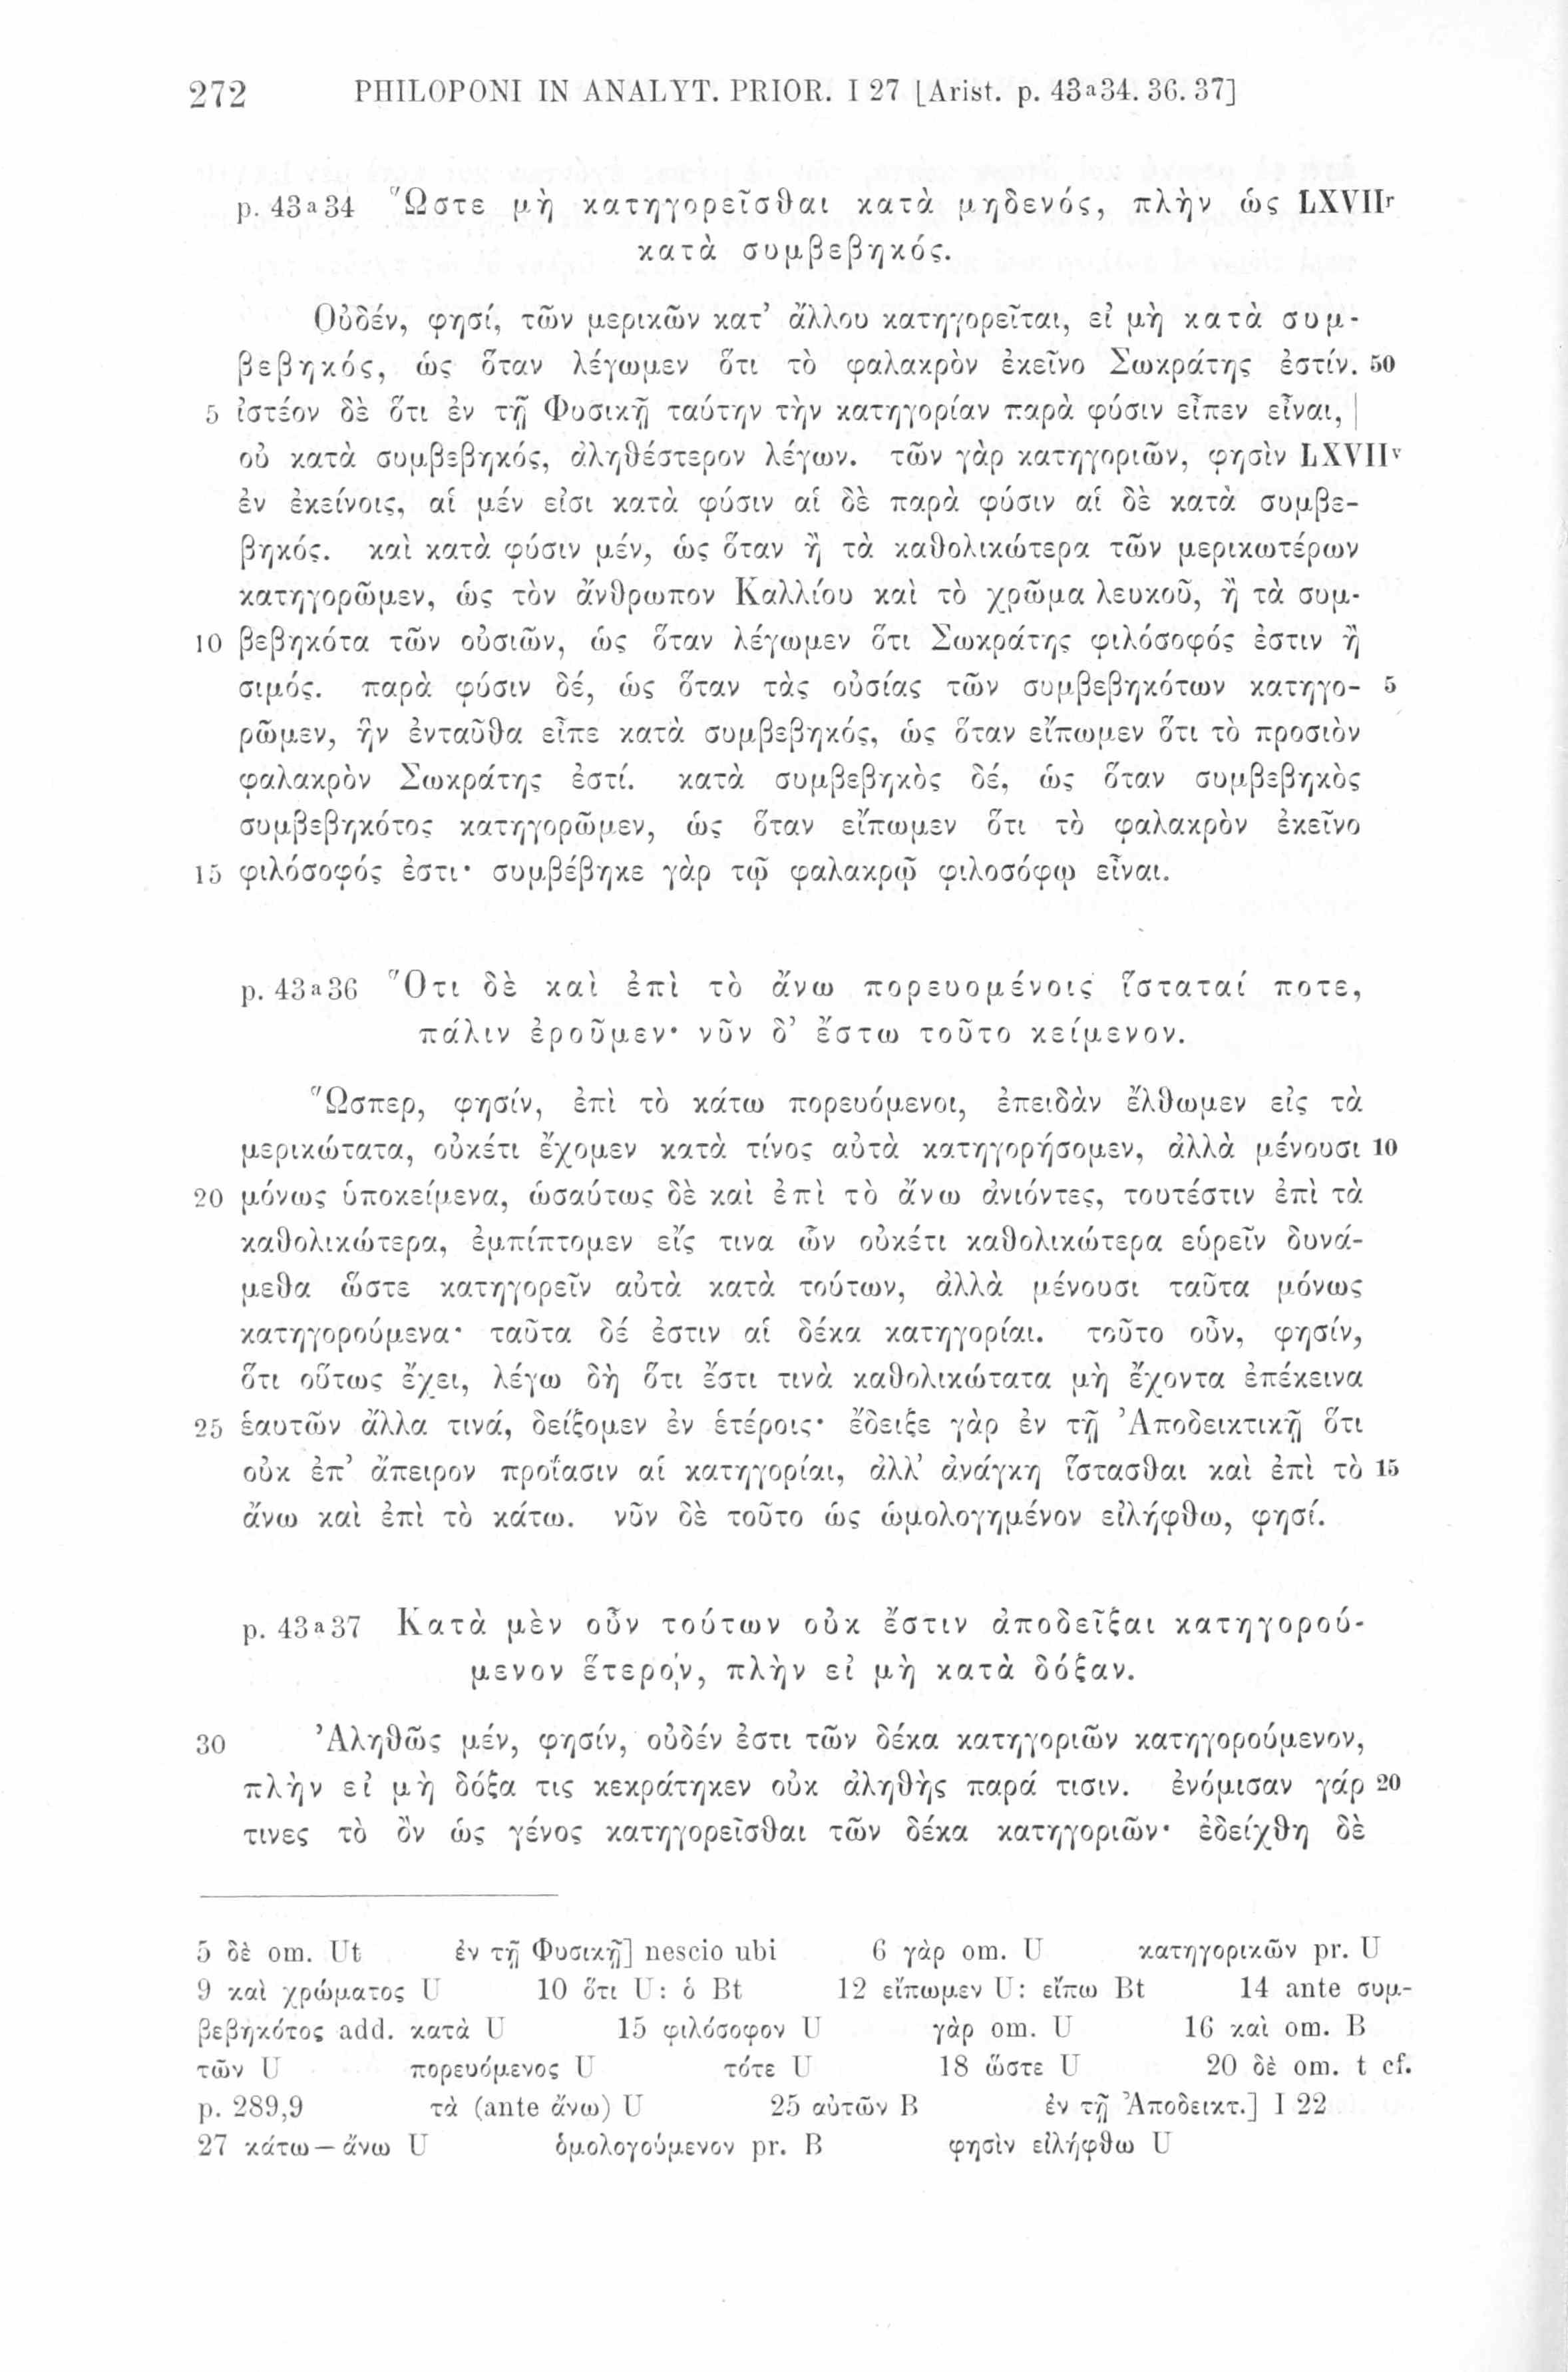 272 PHILOPONI IN ANALYT. PRIOR. I 27 [Arist. p. 43a34. 36. 37]
p. 43a34 Ὥστε μὴ κατηγορεῖσθαι κατὰ μηδενός, πλὴν ὡς LXVIIr
κατὰ συμβεβηκός.
Οὐδέν, φησί, τῶν μερικῶν κατ’ ἄλλου κατηγορεῖται, εἰ μὴ κατὰ συμ-
βεβηκός, ὡς ὅταν λέγωμεν ὅτι τὸ φαλακρὸν ἐκεῖνο Σωκράτης ἐστίν. 50
5 ἰστέον δὲ ὅτι ἐν τῇ Φυσικῇ ταύτην τὴν κατηγορίαν παρὰ φύσιν εἶπεν εἶναι, |
οὐ κατὰ συμβεβηκός, ἀληθέστερον λέγων. τῶν γὰρ κατηγοριῶν, φησὶν LXVIIv
ἐν ἐκείνοις, αἱ μέν εἰσι κατὰ φύσιν αἱ δὲ παρὰ φύσιν αἱ δὲ κατὰ συμβε-
βηκός. καὶ κατὰ φύσιν μέν, ὡς ὅταν ἢ τὰ καθολικώτερα τῶν μερικωτέρων
κατηγορῶμεν, ὡς τὸν ἄνθρωπον Καλλίου καὶ τὸ χρῶμα λευκοῦ, ἢ τὰ συμ-
10 βεβηκότα τῶν οὐσιῶν, ὡς ὅταν λέγωμεν ὅτι Σωκράτης φιλόσοφός ἐστιν ἢ
σιμός. παρὰ φύσιν δέ, ὡς ὅταν τὰς οὐσίας τῶν συμβεβηκότων κατηγο- 5
ρῶμεν, ἣν ἐνταῦθα εἶπε κατὰ συμβεβηκός, ὡς ὅταν εἴπωμεν ὅτι τὸ προσιὸν
φαλακρὸν Σωκράτης ἐστί. κατὰ συμβεβηκὸς δέ, ὡς ὅταν συμβεβηκὸς
συμβεβηκότος κατηγορῶμεν, ὡς ὅταν εἴπωμεν ὅτι τὸ φαλακρὸν ἐκεῖνο
15 φιλόσοφός ἐστι· συμβέβηκε γὰρ τῷ φαλακρῷ φιλοσόφῳ εἶναι.
p. 43a36 Ὅτι δὲ καὶ ἐπὶ τὸ ἄνω πορευομένοις ἵσταταί ποτε,
πάλιν ἐροῦμεν· νῦν δ’ ἔστω τοῦτο κείμενον.
Ὥσπερ, φησίν, ἐπὶ τὸ κάτω πορευόμενοι, ἐπειδὰν ἔλθωμεν εἰς τὰ
μερικώτατα, οὐκέτι ἔχομεν κατὰ τίνος αὐτὰ κατηγορήσομεν, ἀλλὰ μένουσι 10
20 μόνως ὑποκείμενα, ὡσαύτως δὲ καὶ ἐπὶ τὸ ἄνω ἀνιόντες, τουτέστιν ἐπὶ τὰ
καθολικώτερα, ἐμπίπτομεν εἴς τινα ὧν οὐκέτι καθολικώτερα εὑρεῖν δυνά-
μεθα ὥστε κατηγορεῖν αὐτὰ κατὰ τούτων, ἀλλὰ μένουσι ταῦτα μόνως
κατηγορούμενα· ταῦτα δέ ἐστιν αἱ δέκα κατηγορίαι. τοῦτο οὖν, φησίν,
ὅτι οὕτως ἔχει, λέγω δὴ ὅτι ἔστι τινὰ καθολικώτατα μὴ ἔχοντα ἐπέκεινα
25 ἑαυτῶν ἄλλα τινά, δείξομεν ἐν ἑτέροις· ἔδειξε γὰρ ἐν τῇ Ἀποδεικτικῇ ὅτι
οὐκ ἐπ’ ἄπειρον προΐασιν αἱ κατηγορίαι, ἀλλ’ ἀνάγκη ἵστασθαι καὶ ἐπὶ τὸ 15
ἄνω καὶ ἐπὶ τὸ κάτω. νῦν δὲ τοῦτο ὡς ὡμολογημένον εἰλήφθω, φησί.
p. 43a37 Κατὰ μὲν οὖν τούτων οὐκ ἔστιν ἀποδεῖξαι κατηγορού-
μενον ἕτερον, πλὴν εἰ μὴ κατὰ δόξαν.
30 Ἀληθῶς μέν, φησίν, οὐδέν ἐστι τῶν δέκα κατηγοριῶν κατηγορούμενον,
πλὴν εἰ μὴ δόξα τις κεκράτηκεν οὐκ ἀληθὴς παρά τισιν. ἐνόμισαν γάρ 20
τινες τὸ ὂν ὡς γένος κατηγορεῖσθαι τῶν δέκα κατηγοριῶν· ἐδείχθη δὲ
5 δὲ om. Ut ἐν τῇ Φυσικῇ] nescio ubi 6 γὰρ om. U κατηγορικῶν pr. U
9 καὶ χρώματος U 10 ὅτι U: ὁ Bt 12 εἴπωμεν U: εἴπω Bt 14 ante συμ-
βεβηκότος add. κατὰ U 15 φιλόσοφον U γὰρ om. U 16 καὶ om. B
τῶν U πορευόμενος U τότε U 18 ὥστε U 20 δὲ om. t cf.
p. 289,9 τὰ (ante ἄνω) U 25 αὐτῶν B ἐν τῇ Ἀποδεικτ.] I 22
27 κάτω — ἄνω U ὁμολογούμενον pr. B φησὶν εἰλήφθω U